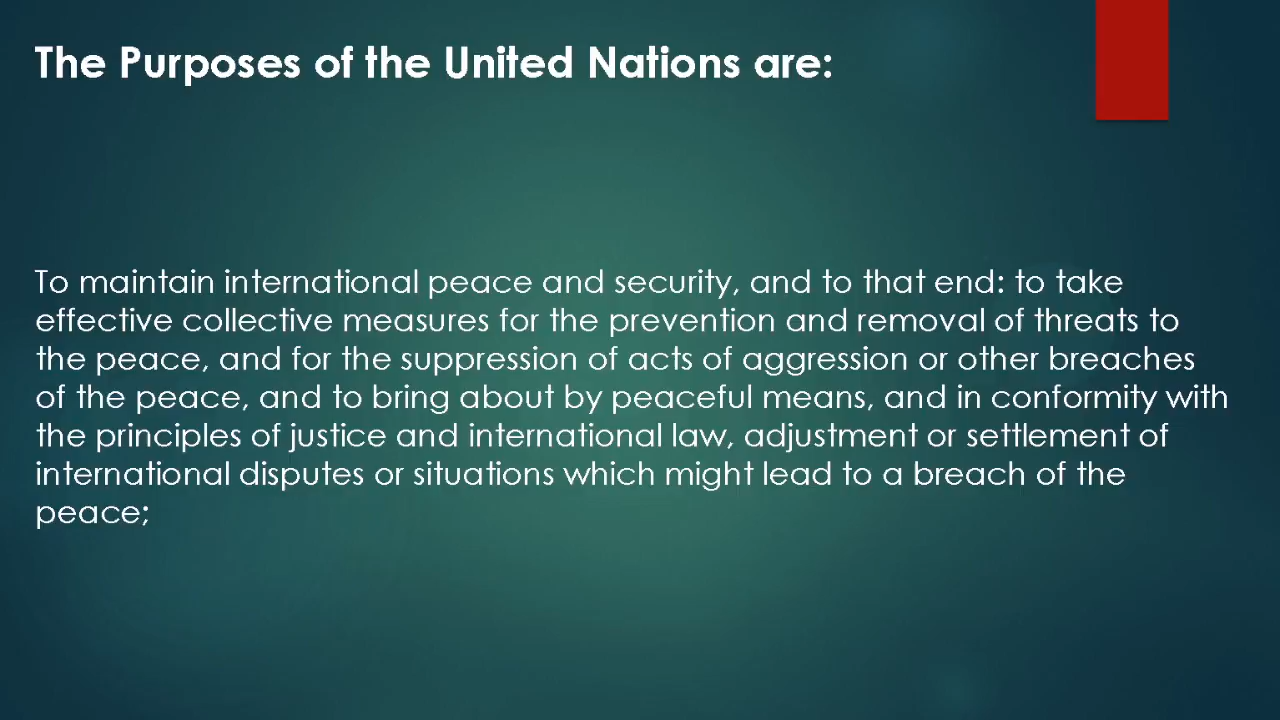 The Purposes of the United Nations are:
To maintain international peace and security, and to that end: to take
effective collective measures for the prevention and removal of threats to
the peace, and for the suppression of acts of aggression or other breaches
of the peace, and to bring about by peaceful means, and in conformity with
the principles of justice and international law, adjustment or settlement of
international disputes or situations which might lead to a breach of the
peace;